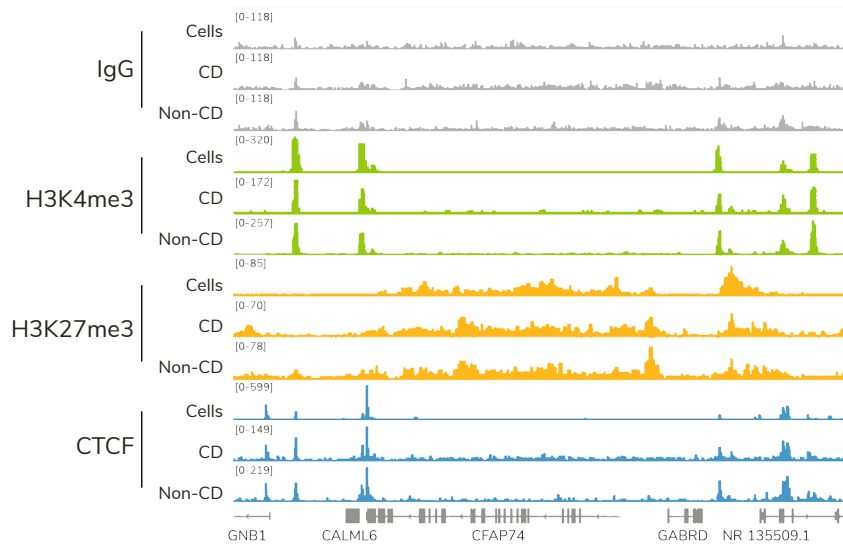 [0-118]
Cells
[0-118]
IgG
CD
[0-118]
Non-CD
[0-320]
Cells
[0-172]
H3K4me3
CD
[0-257]
Non-CD
[0-85]
Cells
[0-70]
H3K27me3
CD
[0-78]
Non-CD
[0-599]
Cells
[0-149]
CTCF
CD
[0-219]
Non-CD
GNB1 CALML6 CFAP74 GABRD NR 135509.1